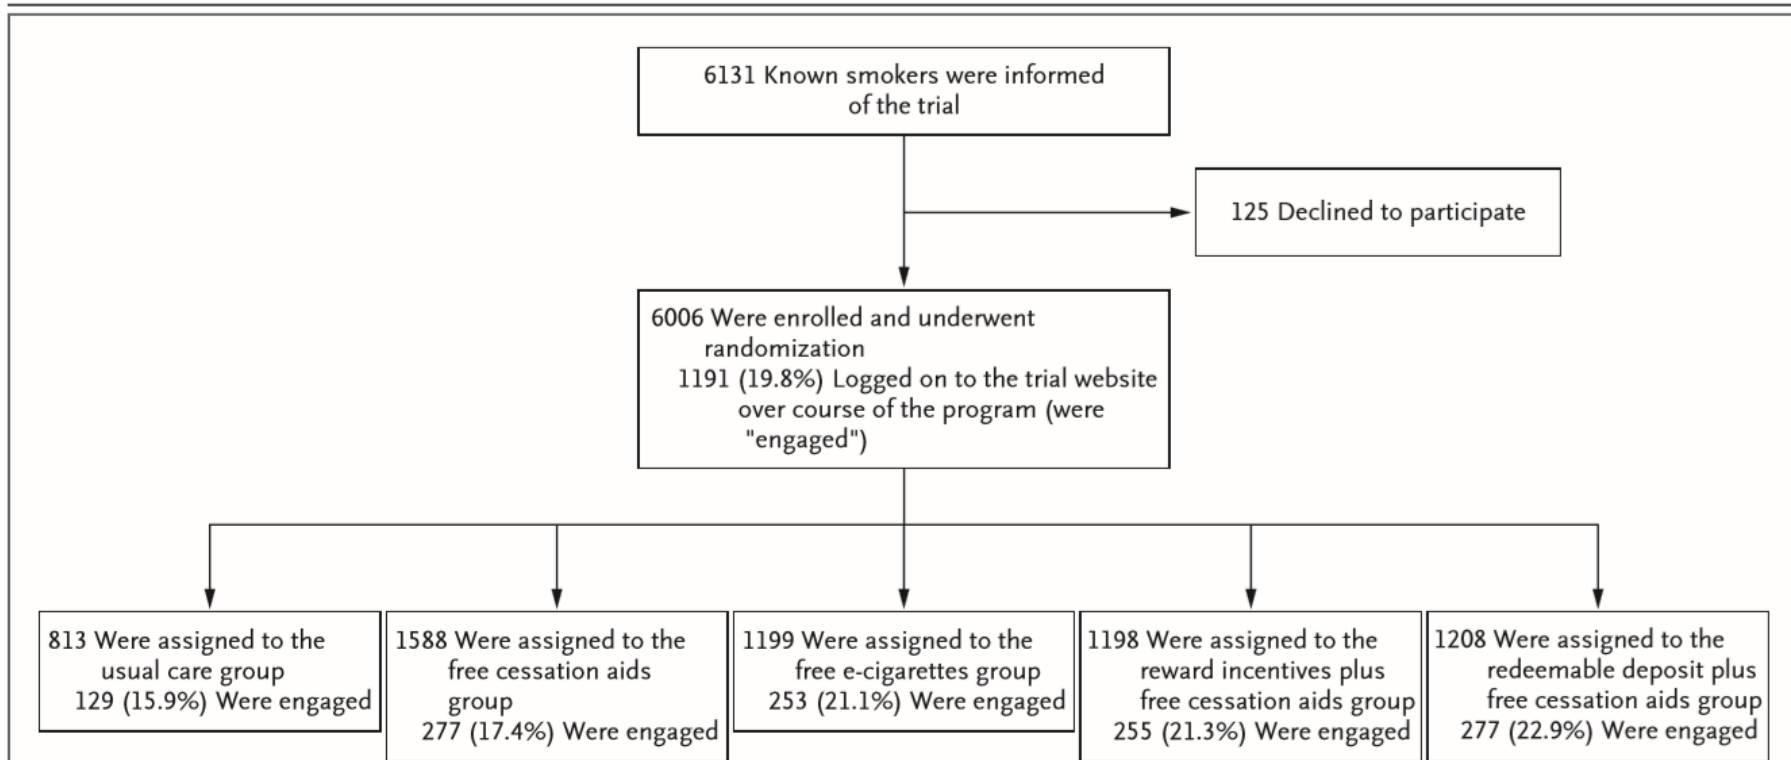 6131 Known smokers were informed
of the trial
125 Declined to participate
6006 Were enrolled and underwent
randomization
1191 (19.8%) Logged on to the trial website
over course of the program (were
"engaged")
813 Were assigned to the
usual care group
129 (15.9%) Were engaged
1588 Were assigned to the
free cessation aids
group
277 (17.4%) Were engaged
1199 Were assigned to the
free e-cigarettes group
253 (21.1%) Were engaged
1198 Were assigned to the
reward incentives plus
free cessation aids group
255 (21.3%) Were engaged
1208 Were assigned to the
redeemable deposit plus
free cessation aids group
277 (22.9%) Were engaged